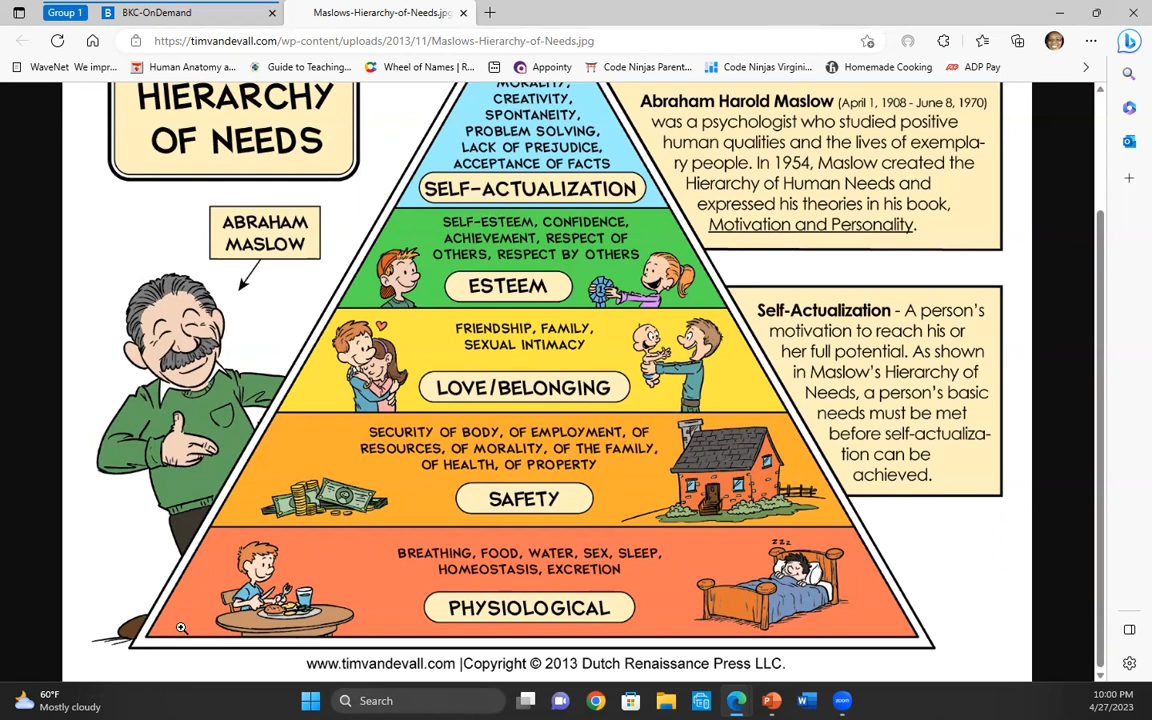 Group 1
BKC-OnDemand
Maslows-Hierarchy-of-Needs.jpg
https://timvandevall.com/wp-content/uploads/2013/11/Maslows-Hierarchy-of-Needs.jpg
WaveNet We impr...
Human Anatomy a...
Guide to Teaching...
Wheel of Names | R...
Appointy
Code Ninjas Parent...
Code Ninjas Virgini...
Homemade Cooking
ADP Pay
HIERARCHY
OF NEEDS
ABRAHAM
MASLOW
MORALITY,
CREATIVITY,
SPONTANEITY,
PROBLEM SOLVING,
LACK OF PREJUDICE,
ACCEPTANCE OF FACTS
SELF-ACTUALIZATION
SELF-ESTEEM, CONFIDENCE,
ACHIEVEMENT, RESPECT OF
OTHERS, RESPECT BY OTHERS
ESTEEM
1
FRIENDSHIP, FAMILY,
SEXUAL INTIMACY
LOVE/BELONGING
SECURITY OF BODY, OF EMPLOYMENT, OF
RESOURCES, OF MORALITY, OF THE FAMILY,
OF HEALTH, OF PROPERTY
SAFETY
BREATHING, FOOD, WATER, SEX, SLEEP,
HOMEOSTASIS, EXCRETION
ZZZ
PHYSIOLOGICAL
Abraham Harold Maslow (April 1, 1908 - June 8, 1970)
was a psychologist who studied positive
human qualities and the lives of exempla-
ry people. In 1954, Maslow created the
Hierarchy of Human Needs and
expressed his theories in his book,
Motivation and Personality.
Self-Actualization - A person's
motivation to reach his or
her full potential. As shown
in Maslow's Hierarchy of
Needs, a person's basic
needs must be met
before self-actualiza-
tion can be
achieved.
www.timvandevall.com |Copyright © 2013 Dutch Renaissance Press LLC.
60°F
Mostly cloudy
Search
zoom
10:00 PM
4/27/2023